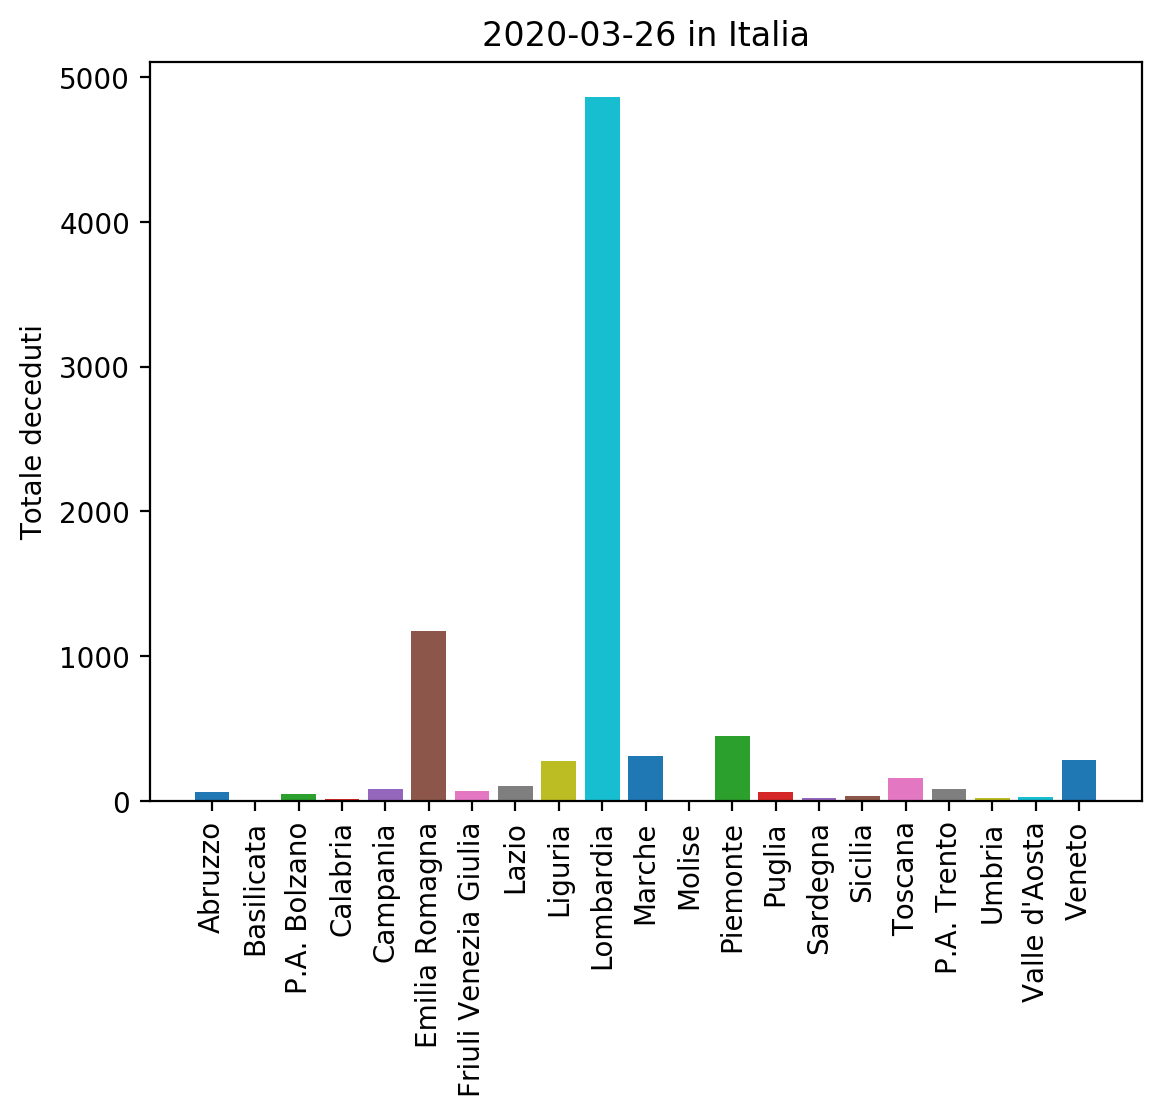 2020-03-26 in Italia
Totale deceduti
5000
4000
3000
2000
1000
0
Abruzzo
Basilicata
P.A. Bolzano
Calabria
Campania
Emilia Romagna
Friuli Venezia Giulia
Lazio
Liguria
Lombardia
Marche
Molise
Piemonte
Puglia
Sardegna
Sicilia
Toscana
P.A. Trento
Umbria
Valle d'Aosta
Veneto